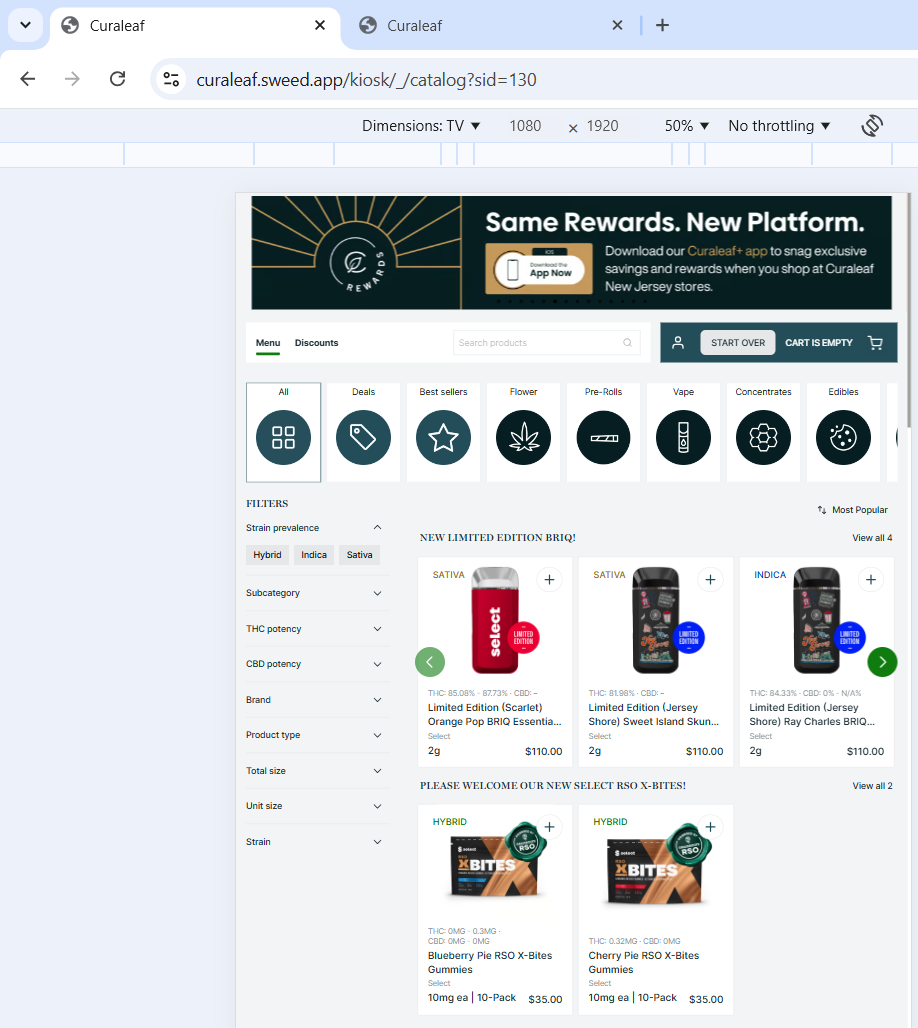 Curaleaf
Curaleaf
curaleaf.sweed.app/kiosk/_/catalog?sid=130
Dimensions: TV ▼ 1080 × 1920 50% ▼ No throttling ▼
REWARDS
Same Rewards. New Platform.
iOS
Download the
App Now
Download our Curaleaf+ app to snag exclusive
savings and rewards when you shop at Curaleaf
New Jersey stores.
Menu Discounts Search products START OVER CART IS EMPTY
All Deals Best sellers Flower Pre-Rolls Vape Concentrates Edibles
FILTERS
Most Popular
Strain prevalence
Hybrid Indica Sativa
Subcategory
THC potency
CBD potency
Brand
Product type
Total size
Unit size
Strain
NEW LIMITED EDITION BRIQ! View all 4
SATIVA
select
LIMITED
EDITION
THC: 85.08% - 87.73% · CBD: –
Limited Edition (Scarlet)
Orange Pop BRIQ Essentia...
Select
2g $110.00
SATIVA
LIMITED
EDITION
THC: 81.98% · CBD: –
Limited Edition (Jersey
Shore) Sweet Island Skun...
Select
2g $110.00
INDICA
LIMITED
EDITION
THC: 84.33% · CBD: 0% - N/A%
Limited Edition (Jersey
Shore) Ray Charles BRIQ...
Select
2g $110.00
PLEASE WELCOME OUR NEW SELECT RSO X-BITES! View all 2
HYBRID
select
RSO
RSO
XBITES
THC: 0MG - 0.3MG ·
CBD: 0MG - 0MG
Blueberry Pie RSO X-Bites
Gummies
Select
10mg ea | 10-Pack $35.00
HYBRID
select
RSO
RSO
XBITES
THC: 0.32MG · CBD: 0MG
Cherry Pie RSO X-Bites
Gummies
Select
10mg ea | 10-Pack $35.00